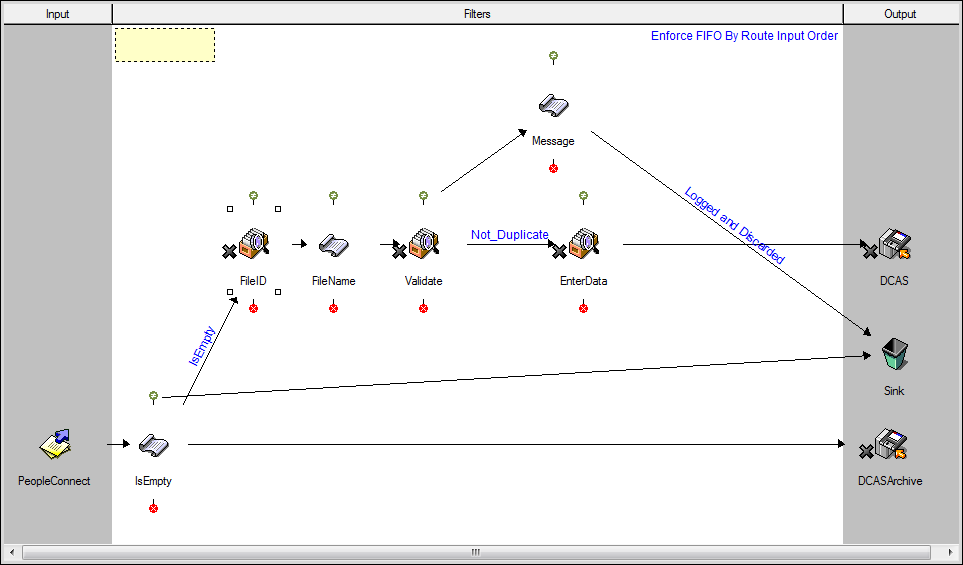 Input
Filters
Output
Enforce FIFO By Route Input Order
Message
Logged and Discarded
Not_Duplicate
FileID
FileName
Validate
EnterData
DCAS
IsEmpty
Sink
PeopleConnect
IsEmpty
DCASArchive